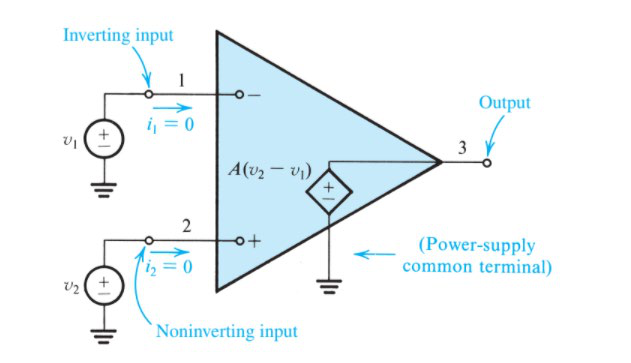 Inverting input
1
−
i₁ = 0
v₁
+
−
Output
3
A(v₂ − v₁)
+
−
2
+
i₂ = 0
(Power-supply
common terminal)
v₂
+
−
Noninverting input